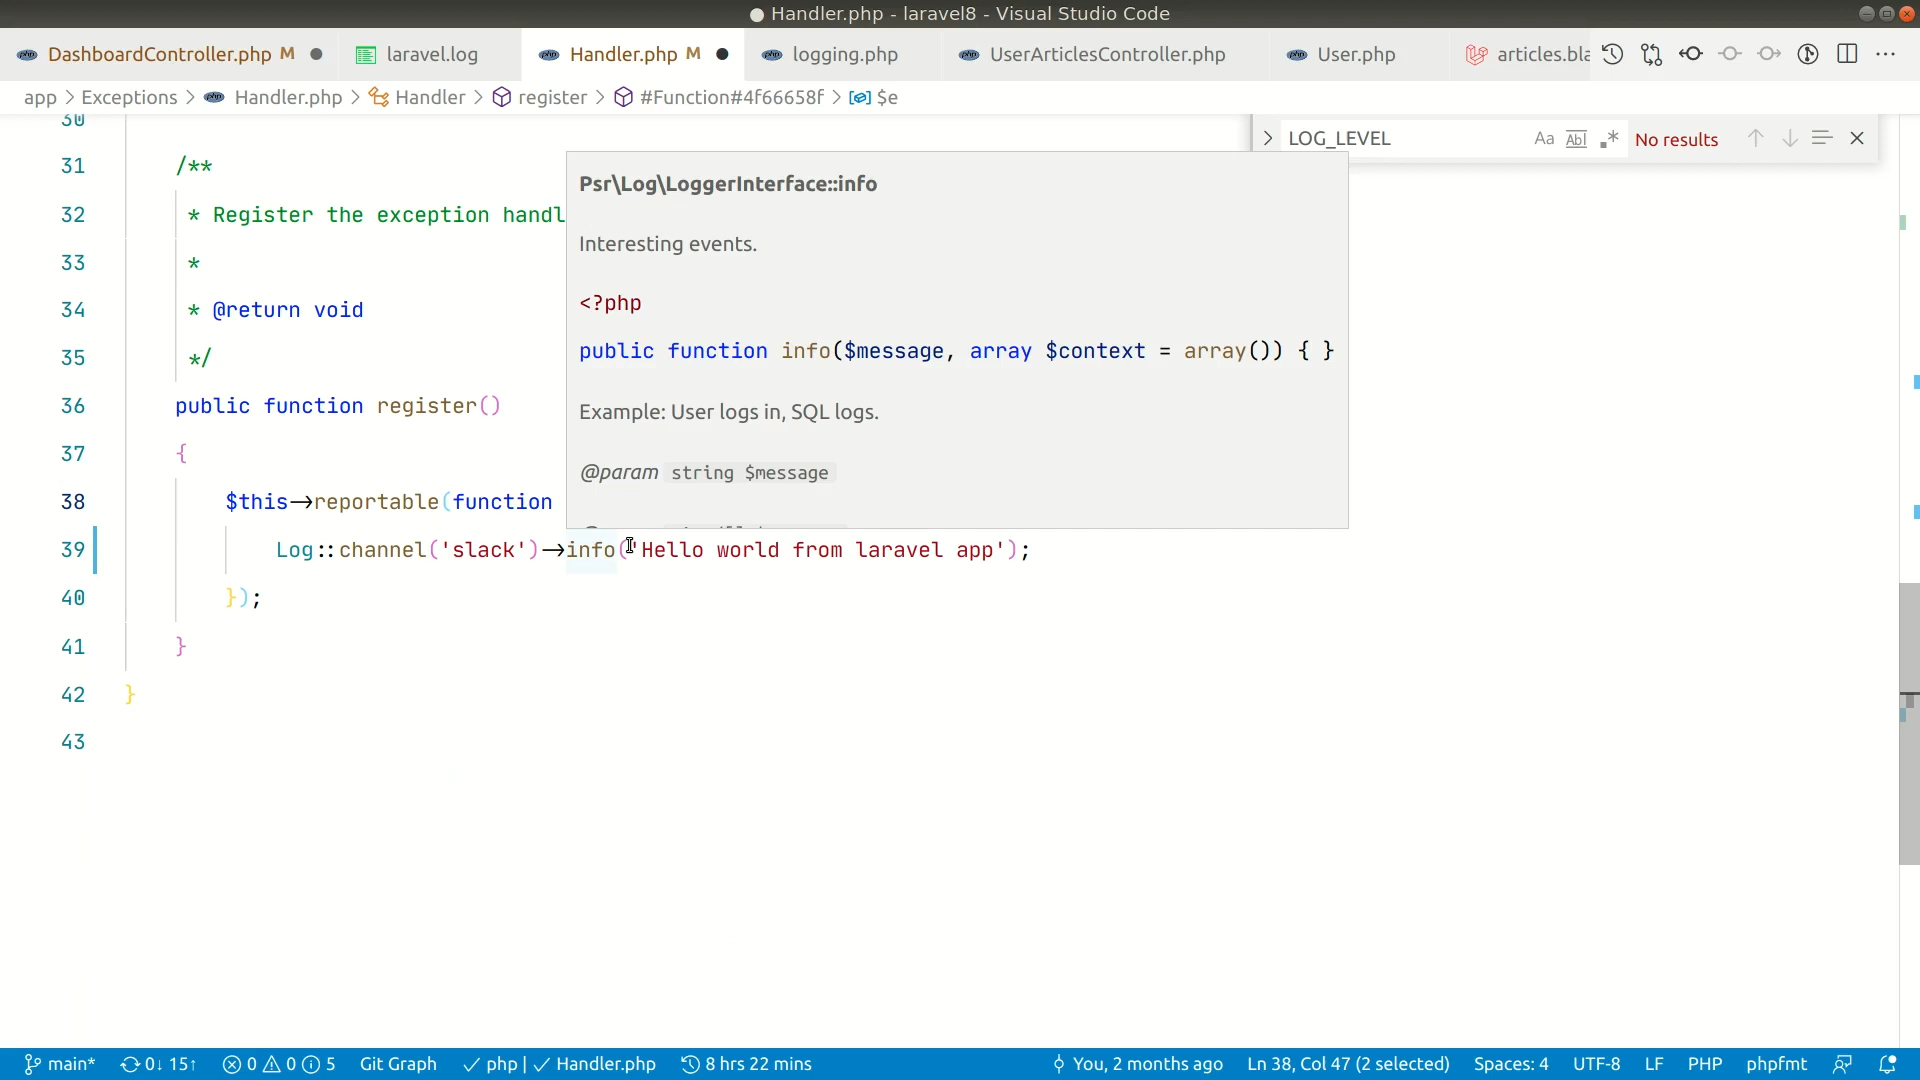 Handler.php - laravel8 - Visual Studio Code
DashboardController.php M laravel.log Handler.php M logging.php UserArticlesController.php User.php articles.bla
app > Exceptions > Handler.php > Handler > register > #Function#4f66658f > $e
LOG_LEVEL Aa Abl .* No results
30
31 /**
32 * Register the exception handl
33 *
34 * @return void
35 */
36 public function register()
37 {
38 $this->reportable(function
39 Log::channel('slack')->info('Hello world from laravel app');
40 });
41 }
42 }
43
Psr\Log\LoggerInterface::info
Interesting events.
<?php
public function info($message, array $context = array()) { }
Example: User logs in, SQL logs.
@param string $message
main* 0↓ 15↑ 0 0 5 Git Graph php | Handler.php 8 hrs 22 mins You, 2 months ago Ln 38, Col 47 (2 selected) Spaces: 4 UTF-8 LF PHP phpfmt